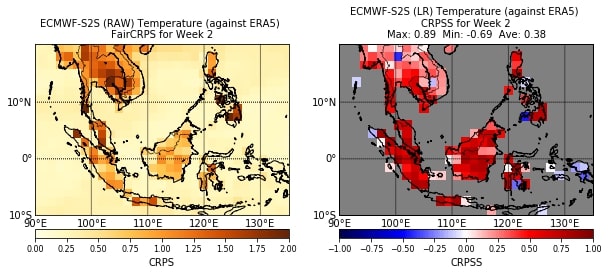 ECMWF-S2S (RAW) Temperature (against ERA5)
FairCRPS for Week 2
10°N
0°
10°S
90°E 100°E 110°E 120°E 130°E
0.00 0.25 0.50 0.75 1.00 1.25 1.50 1.75 2.00
CRPS
ECMWF-S2S (LR) Temperature (against ERA5)
CRPSS for Week 2
Max: 0.89 Min: -0.69 Ave: 0.38
10°N
0°
10°S
90°E 100°E 110°E 120°E 130°E
−1.00 −0.75 −0.50 −0.25 0.00 0.25 0.50 0.75 1.00
CRPSS